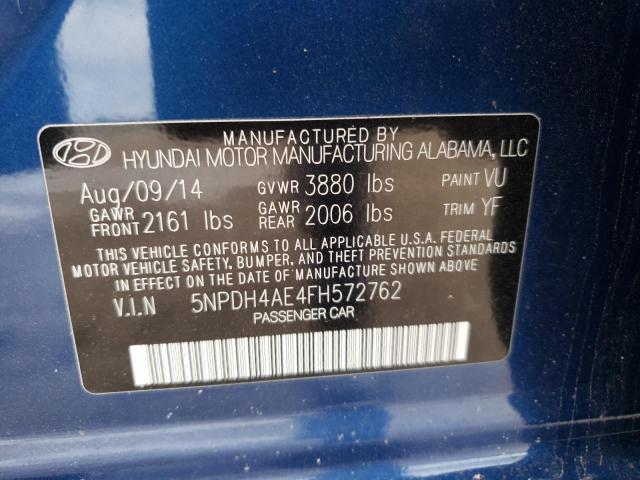 MANUFACTURED BY
HYUNDAI MOTOR MANUFACTURING ALABAMA, LLC
Aug/09/14 GVWR 3880 lbs PAINT VU
GAWR FRONT 2161 lbs GAWR REAR 2006 lbs TRIM YF
THIS VEHICLE CONFORMS TO ALL APPLICABLE U.S.A. FEDERAL
MOTOR VEHICLE SAFETY, BUMPER, AND THEFT PREVENTION STANDARDS
IN EFFECT ON THE DATE OF MANUFACTURE SHOWN ABOVE.
V.I.N 5NPDH4AE4FH572762
PASSENGER CAR